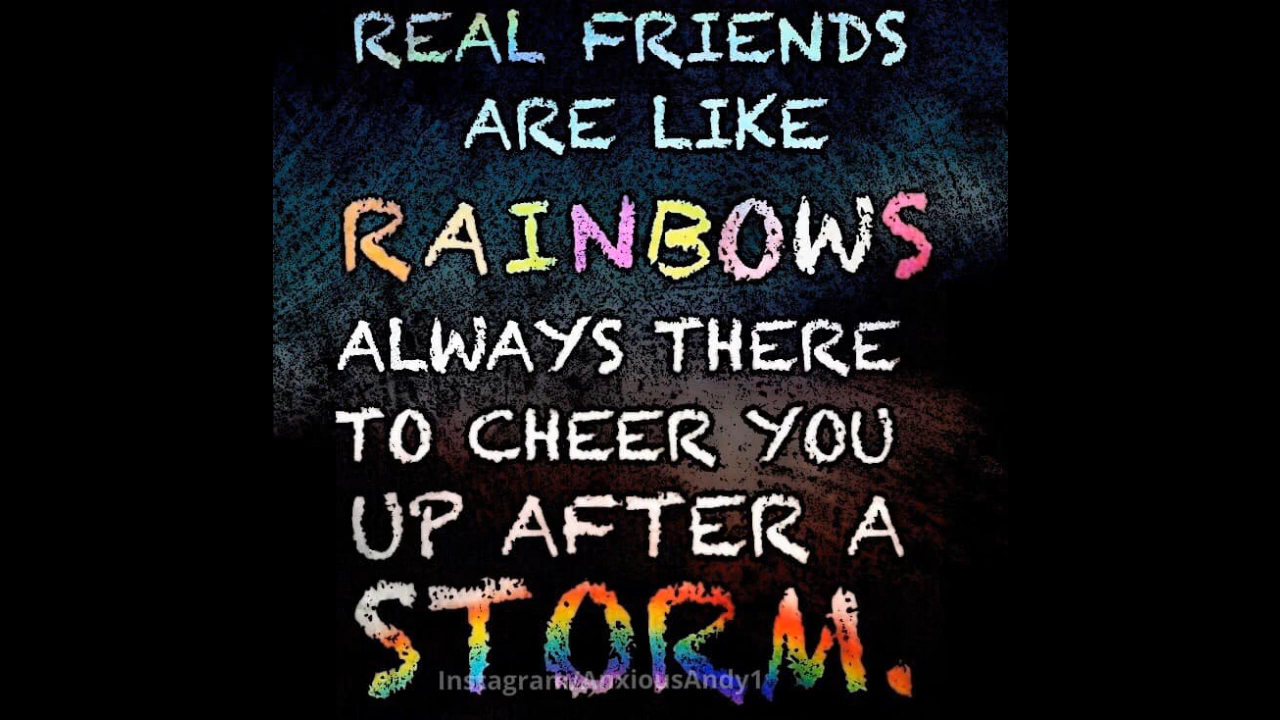 REAL FRIENDS
ARE LIKE
RAINBOWS
ALWAYS THERE
TO CHEER YOU
UP AFTER A
STORM.
Instagram/AnxiousAndy1